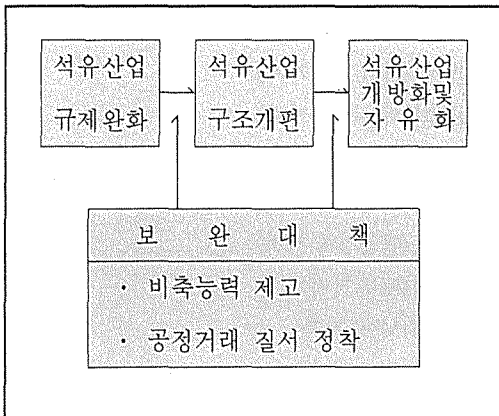 석유산업
규제완화
석유산업
구조개편
석유산업
개방화및
자 유 화
보 완 대 책
· 비축능력 제고
· 공정거래 질서 정착